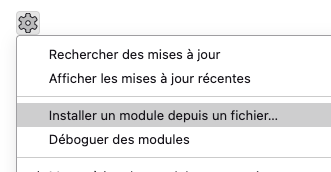 Rechercher des mises à jour
Afficher les mises à jour récentes
Installer un module depuis un fichier...
Déboguer des modules